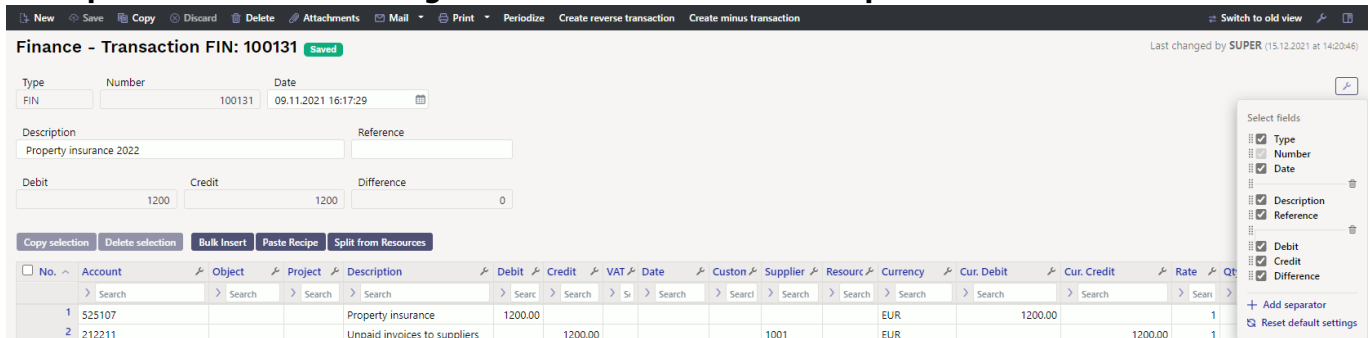 New Save Copy Discard Delete Attachments Mail Print Periodize Create reverse transaction Create minus transaction Switch to old view
Finance - Transaction FIN: 100131 Saved Last changed by SUPER (15.12.2021 at 14:20:46)
Type Number Date
FIN 100131 09.11.2021 16:17:29
Select fields
Type
Number
Date
Description Reference
Property insurance 2022
Description
Reference
Debit Credit Difference
1200 1200 0
Debit
Credit
Difference
Copy selection Delete selection Bulk Insert Paste Recipe Split from Resources
No. Account Object Project Description Debit Credit VAT Date Custon Supplier Resourc Currency Cur. Debit Cur. Credit Rate Qt
Search Search Search Search Searc Search Se Search Searcl Search Search Search Search Search Searc
Add separator
1 525107 Property insurance 1200.00 EUR 1200.00 1
Reset default settings
2 212211 Unpaid invoices to suppliers 1200.00 1001 EUR 1200.00 1